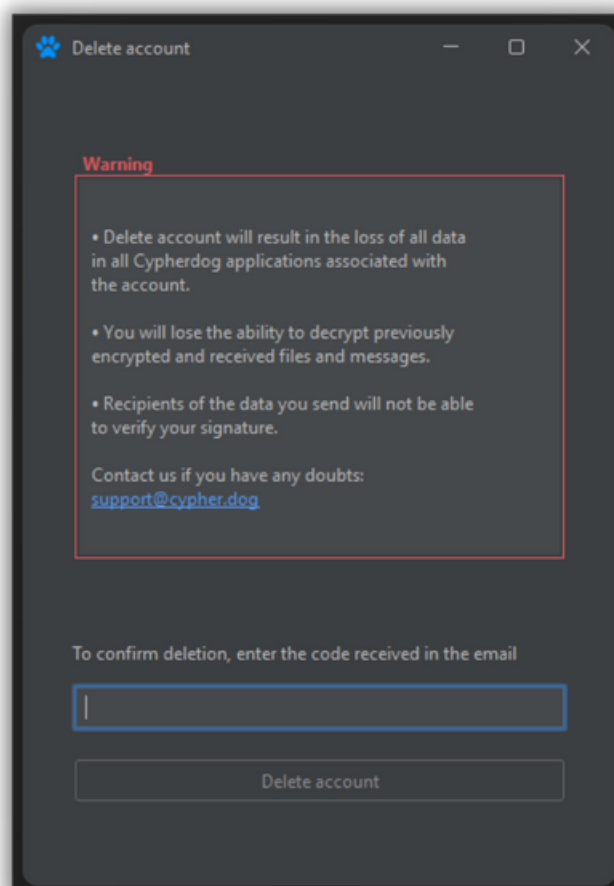 Delete account
Warning
• Delete account will result in the loss of all data
in all Cypherdog applications associated with
the account.
• You will lose the ability to decrypt previously
encrypted and received files and messages.
• Recipients of the data you send will not be able
to verify your signature.
Contact us if you have any doubts:
support@cypher.dog
To confirm deletion, enter the code received in the email
Delete account